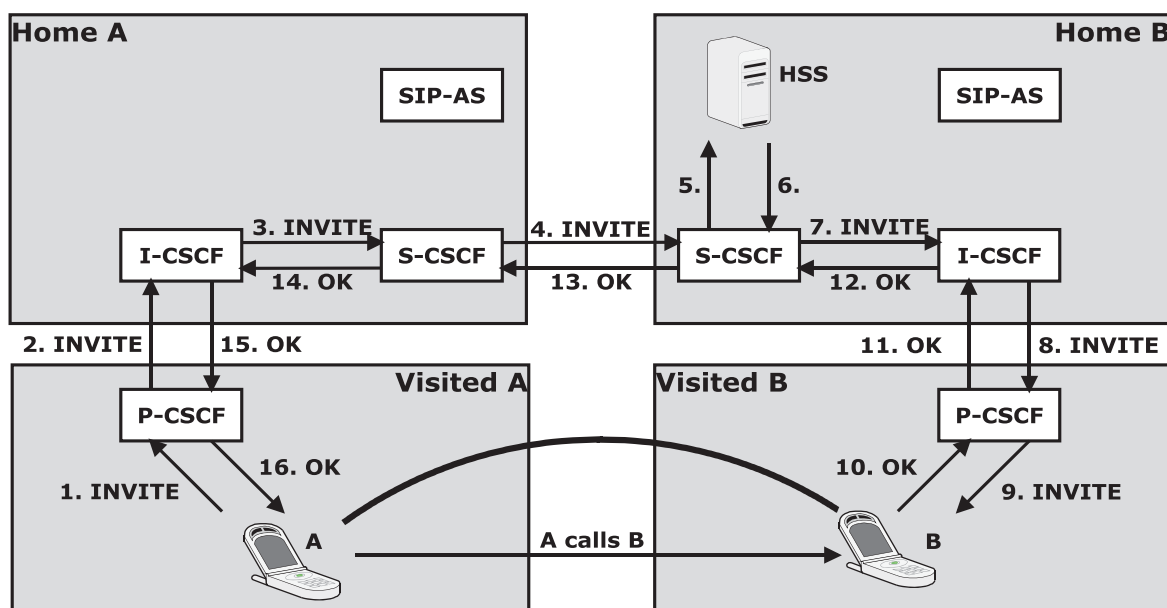 Home A
Home B
HSS
SIP-AS
SIP-AS
5.
6.
3. INVITE
4. INVITE
7. INVITE
I-CSCF
S-CSCF
S-CSCF
I-CSCF
14. OK
13. OK
12. OK
2. INVITE
15. OK
11. OK
8. INVITE
Visited A
Visited B
P-CSCF
P-CSCF
16. OK
10. OK
1. INVITE
9. INVITE
A
A calls B
B